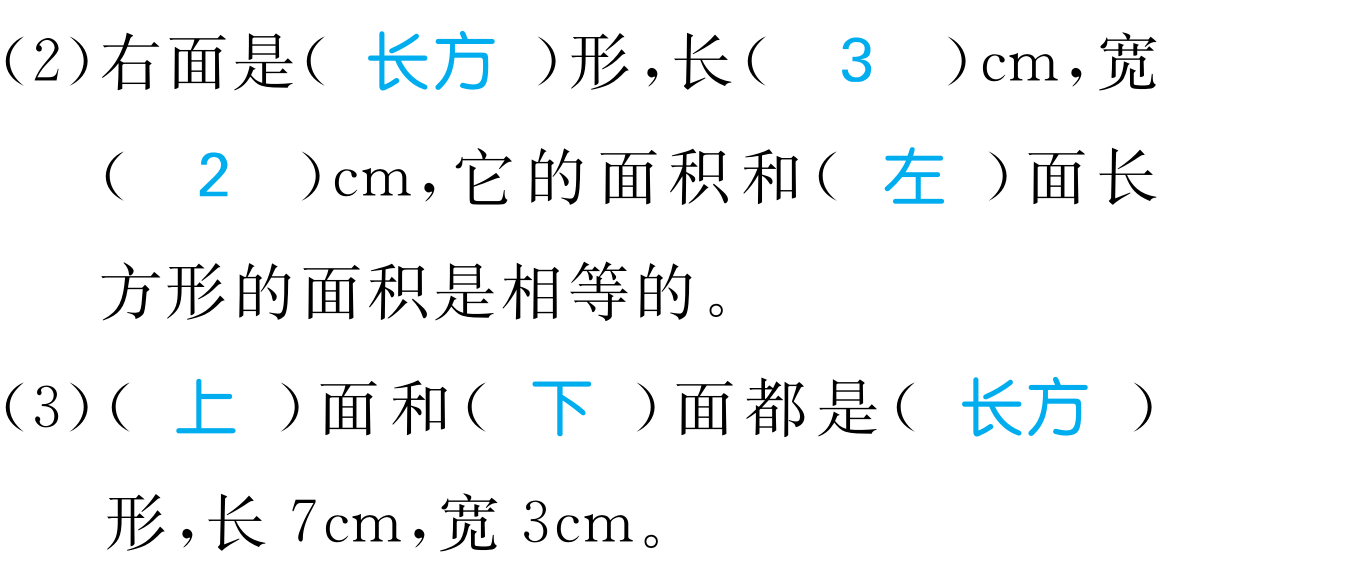 (2)右面是( 长方 )形,长( 3 )cm,宽
( 2 )cm,它的面积和( 左 )面长
方形的面积是相等的。
(3)( 上 )面和( 下 )面都是( 长方 )
形,长 7cm,宽 3cm。